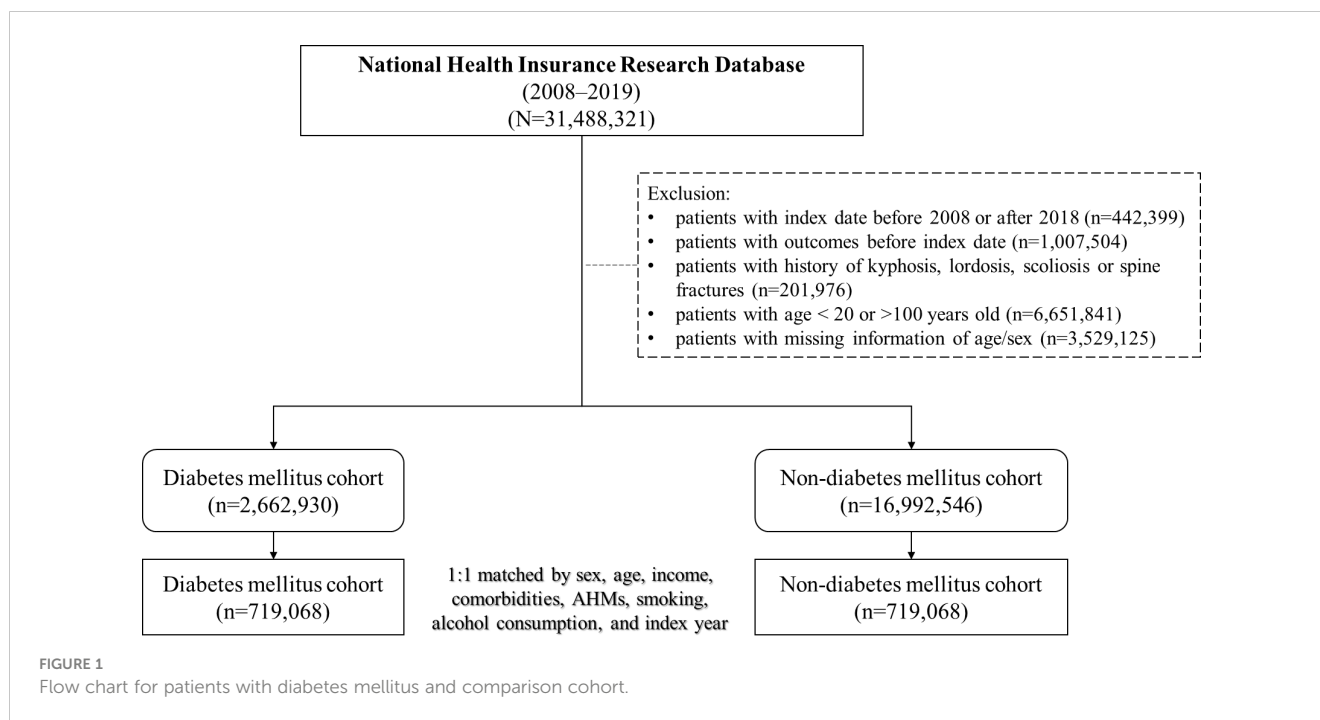 National Health Insurance Research Database
(2008–2019)
(N=31,488,321)
Exclusion:
• patients with index date before 2008 or after 2018 (n=442,399)
• patients with outcomes before index date (n=1,007,504)
• patients with history of kyphosis, lordosis, scoliosis or spine
fractures (n=201,976)
• patients with age < 20 or >100 years old (n=6,651,841)
• patients with missing information of age/sex (n=3,529,125)
Diabetes mellitus cohort
(n=2,662,930)
Non-diabetes mellitus cohort
(n=16,992,546)
Diabetes mellitus cohort
(n=719,068)
1:1 matched by sex, age, income,
comorbidities, AHMs, smoking,
alcohol consumption, and index year
Non-diabetes mellitus cohort
(n=719,068)
FIGURE 1
Flow chart for patients with diabetes mellitus and comparison cohort.